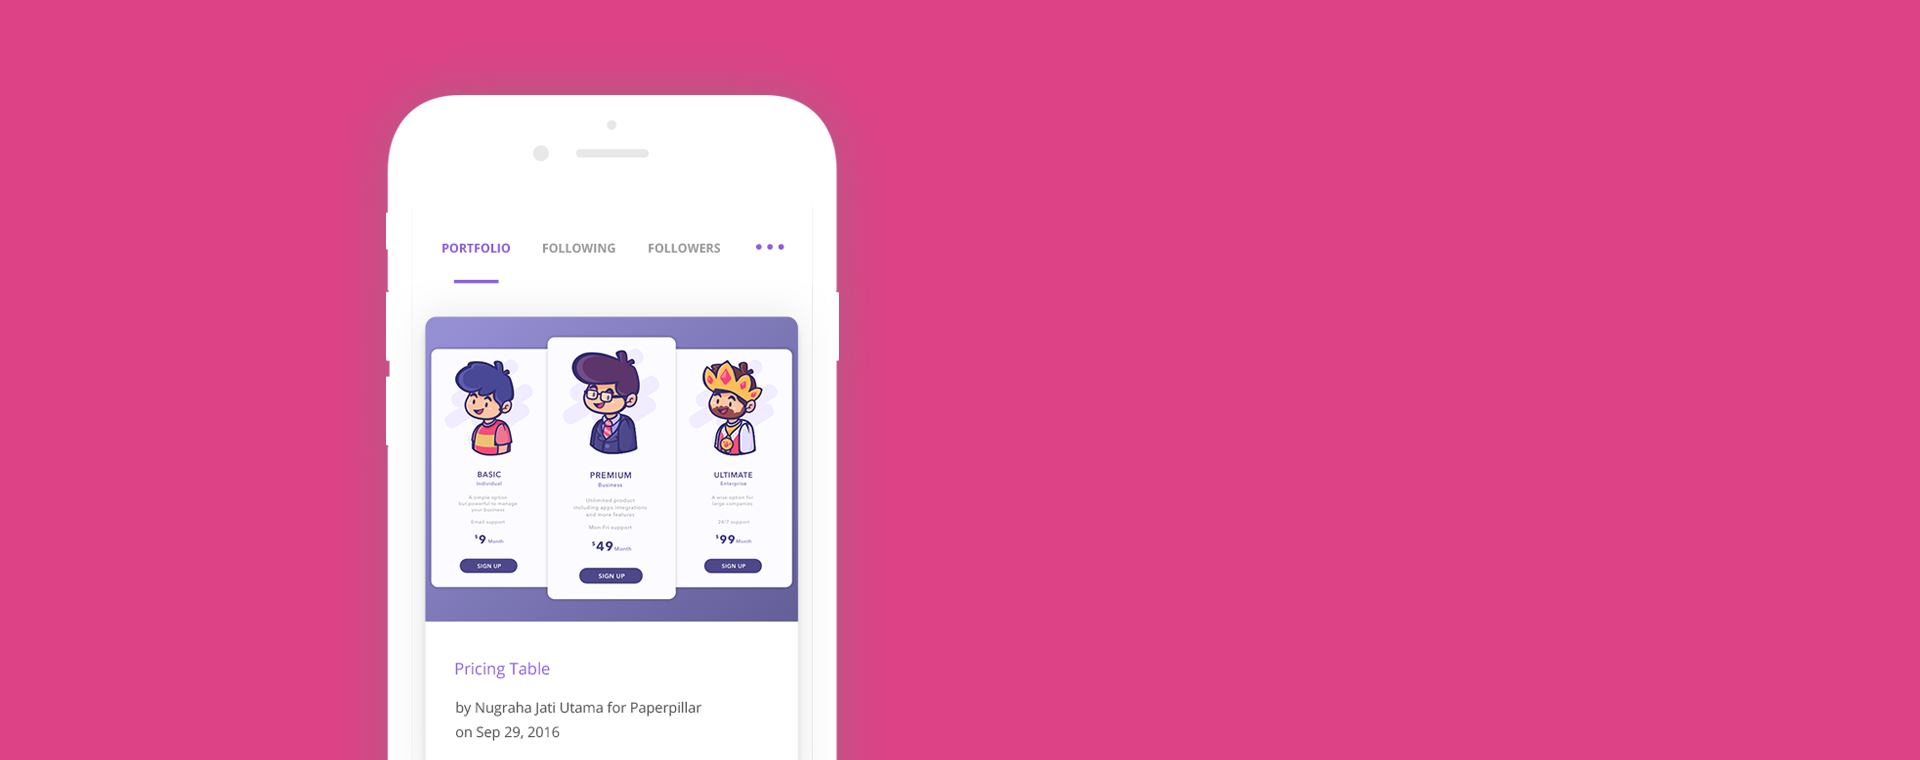 PORTFOLIO FOLLOWING FOLLOWERS
BASIC
Individual
A simple option
but powerful to manage
your business
Email support
$9 Month
SIGN UP
PREMIUM
Business
Unlimited product
including apps integrations
and more features
Mon-Fri support
$49 Month
SIGN UP
ULTIMATE
Enterprise
A wise option for
large companies
24/7 support
$99 Month
SIGN UP
Pricing Table
by Nugraha Jati Utama for Paperpillar
on Sep 29, 2016